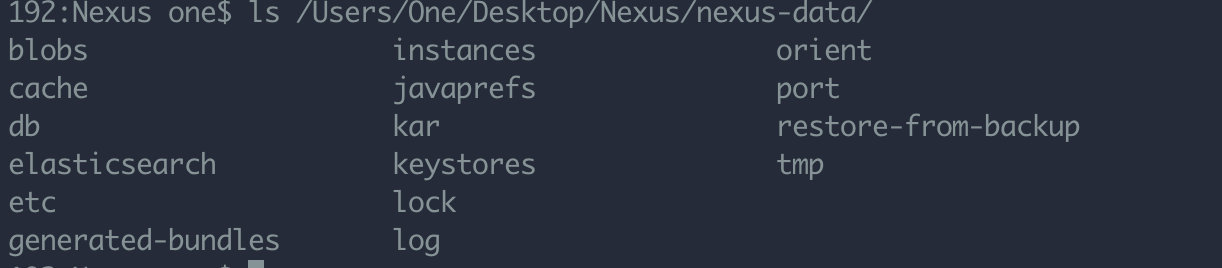 192:Nexus one$ ls /Users/One/Desktop/Nexus/nexus-data/
blobs instances orient
cache javaprefs port
db kar restore-from-backup
elasticsearch keystores tmp
etc lock
generated-bundles log